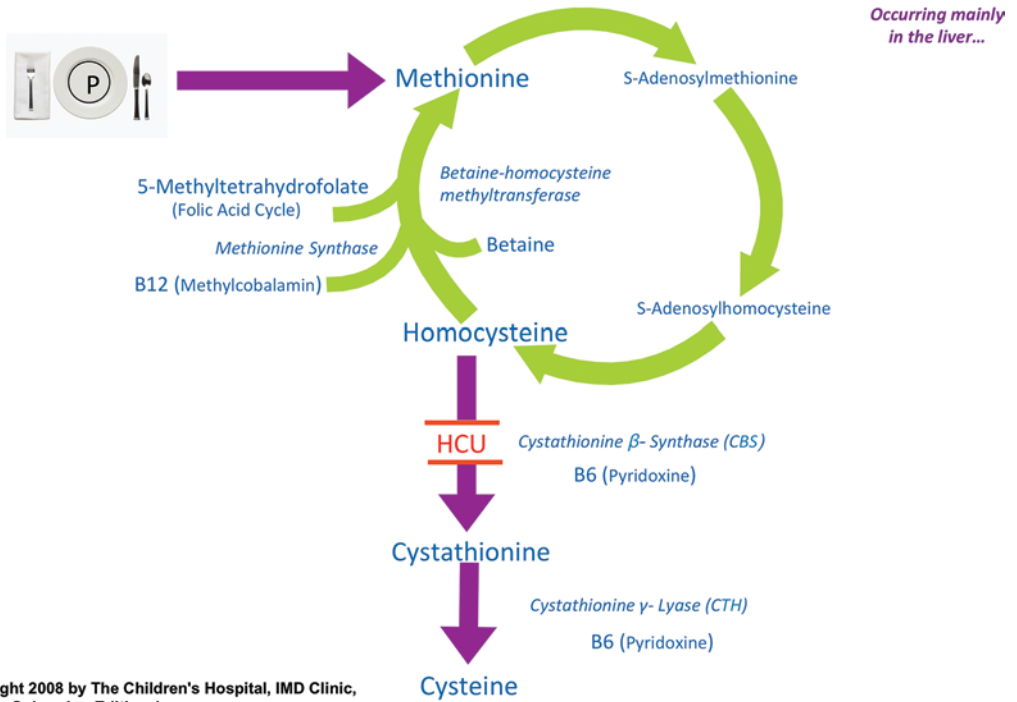 Occurring mainly
in the liver...
P
Methionine
S-Adenosylmethionine
5-Methyltetrahydrofolate
(Folic Acid Cycle)
Betaine-homocysteine
methyltransferase
Methionine Synthase
Betaine
B12 (Methylcobalamin)
S-Adenosylhomocysteine
Homocysteine
HCU
Cystathionine β- Synthase (CBS)
B6 (Pyridoxine)
Cystathionine
Cystathionine γ- Lyase (CTH)
B6 (Pyridoxine)
ght 2008 by The Children's Hospital, IMD Clinic,
Cysteine